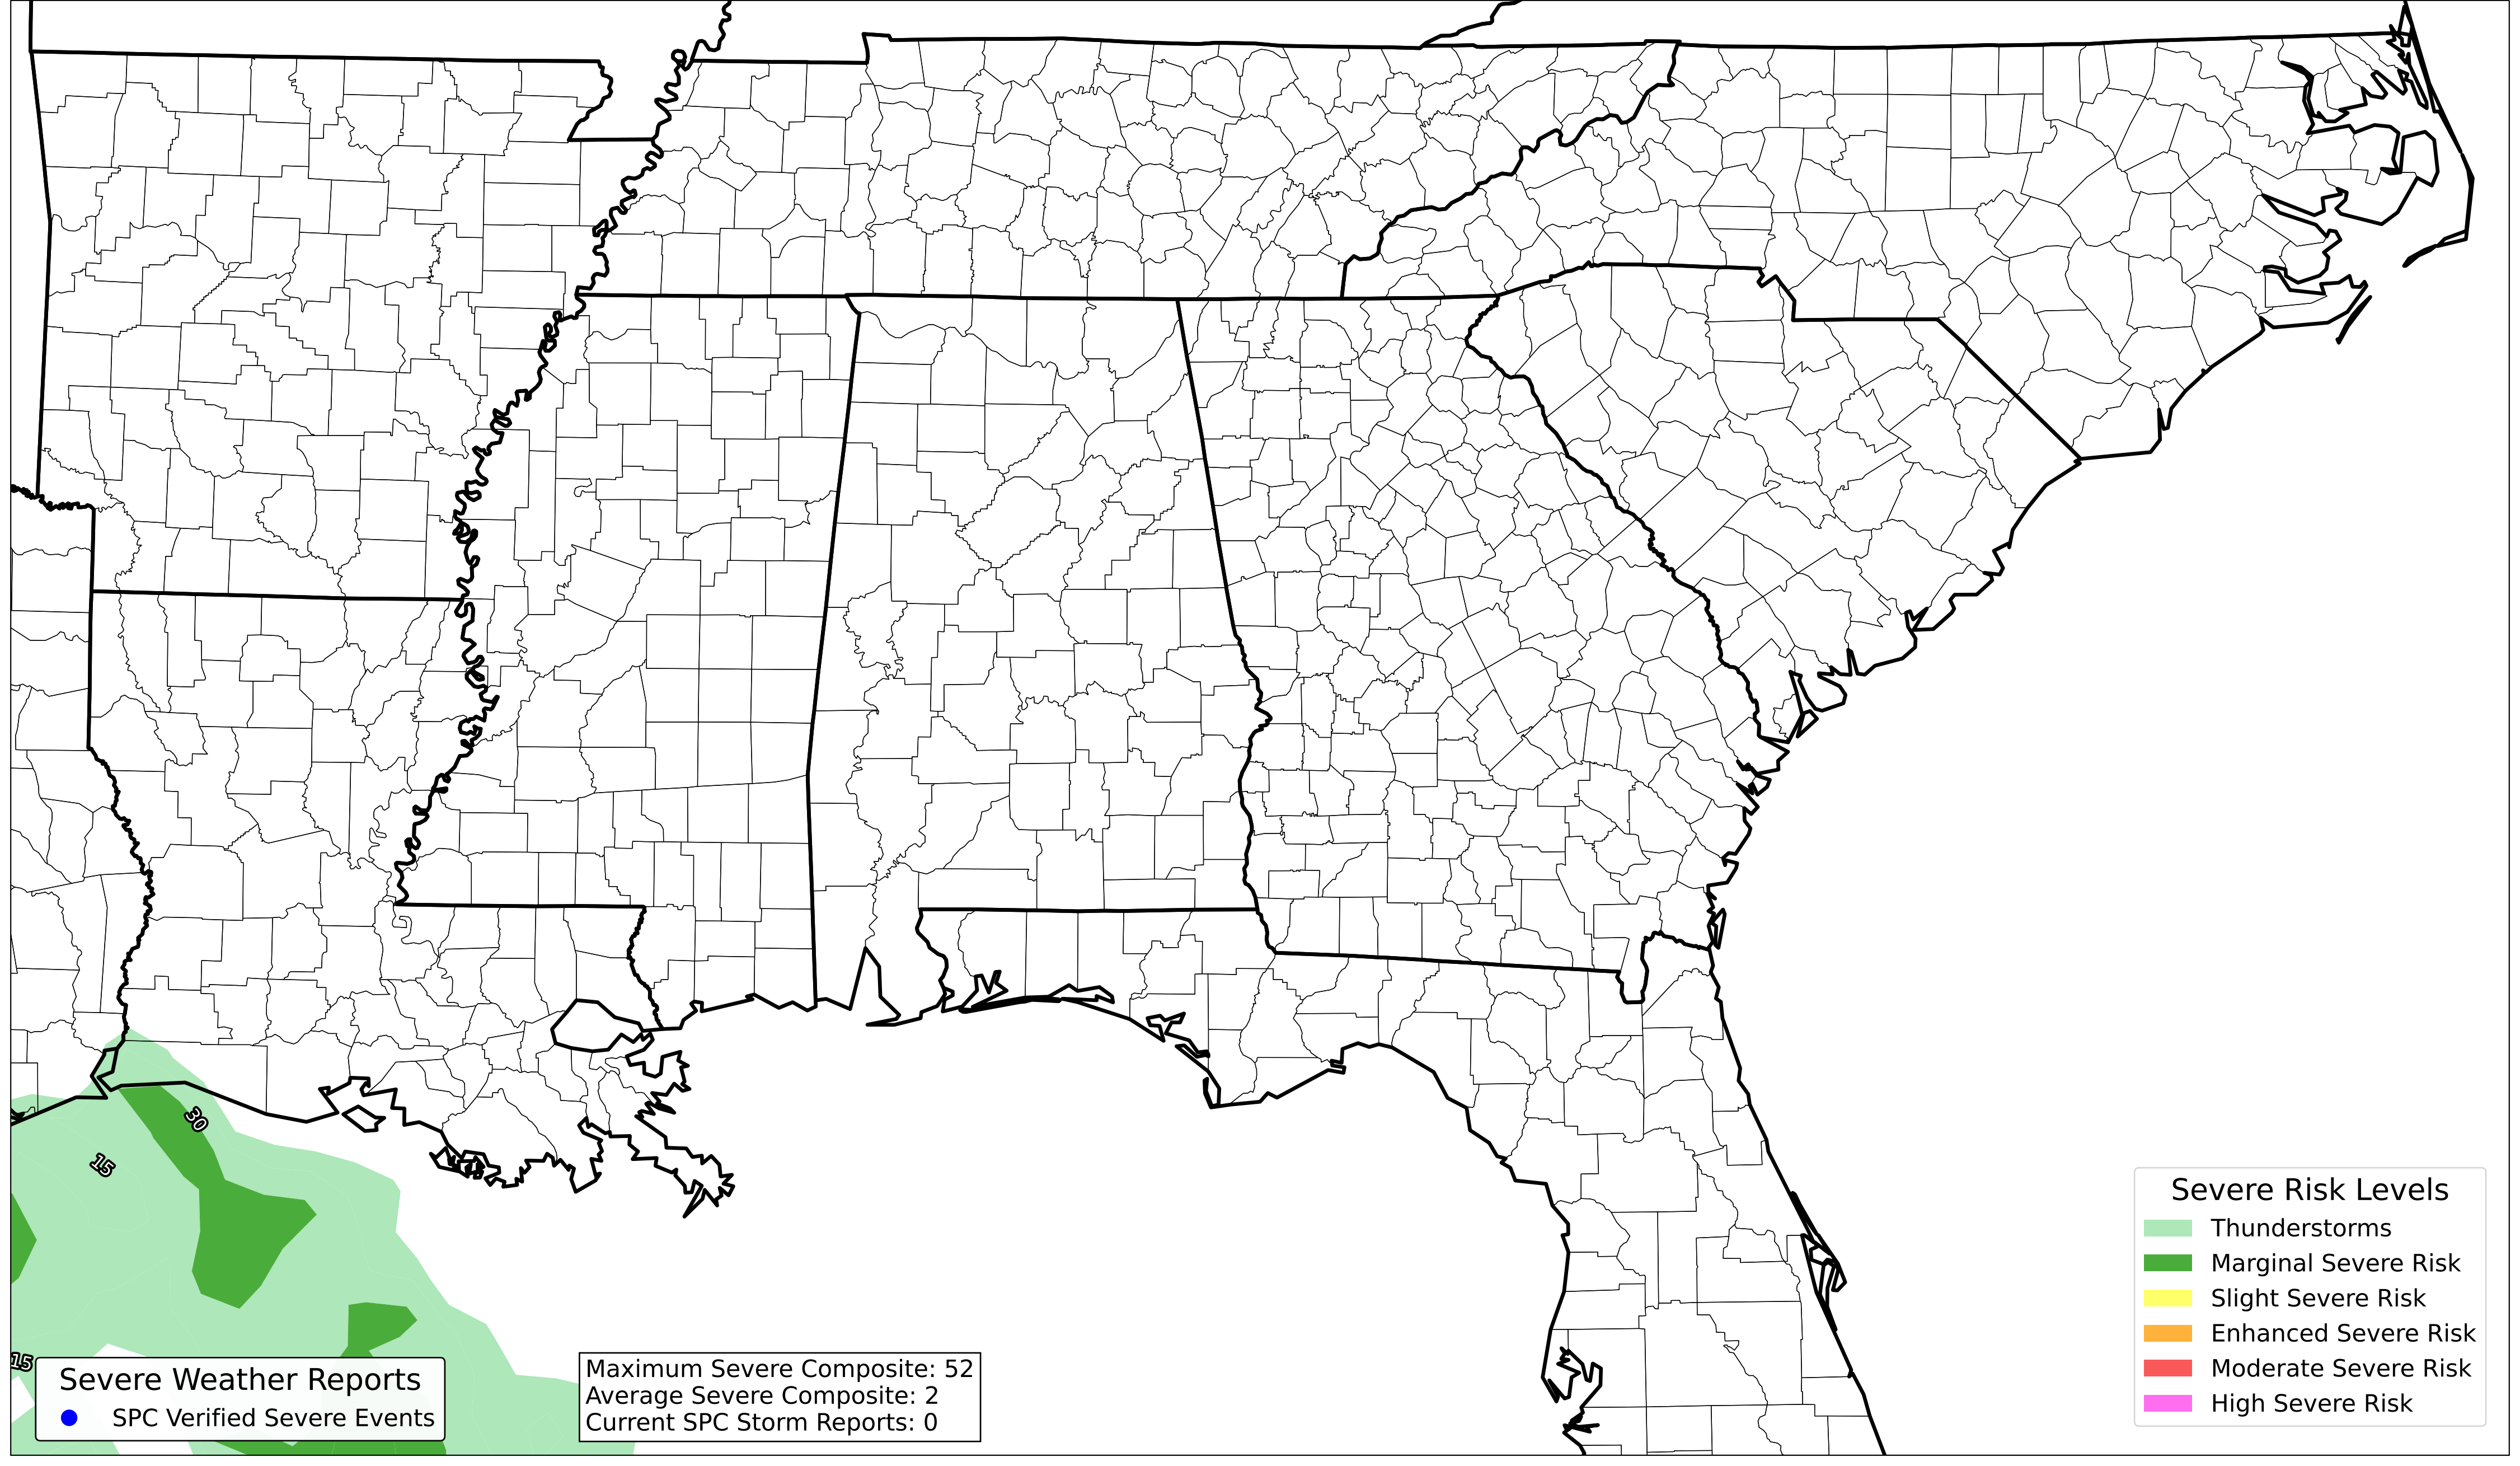 30
15
15
Severe Weather Reports
SPC Verified Severe Events
Maximum Severe Composite: 52
Average Severe Composite: 2
Current SPC Storm Reports: 0
Severe Risk Levels
Thunderstorms
Marginal Severe Risk
Slight Severe Risk
Enhanced Severe Risk
Moderate Severe Risk
High Severe Risk